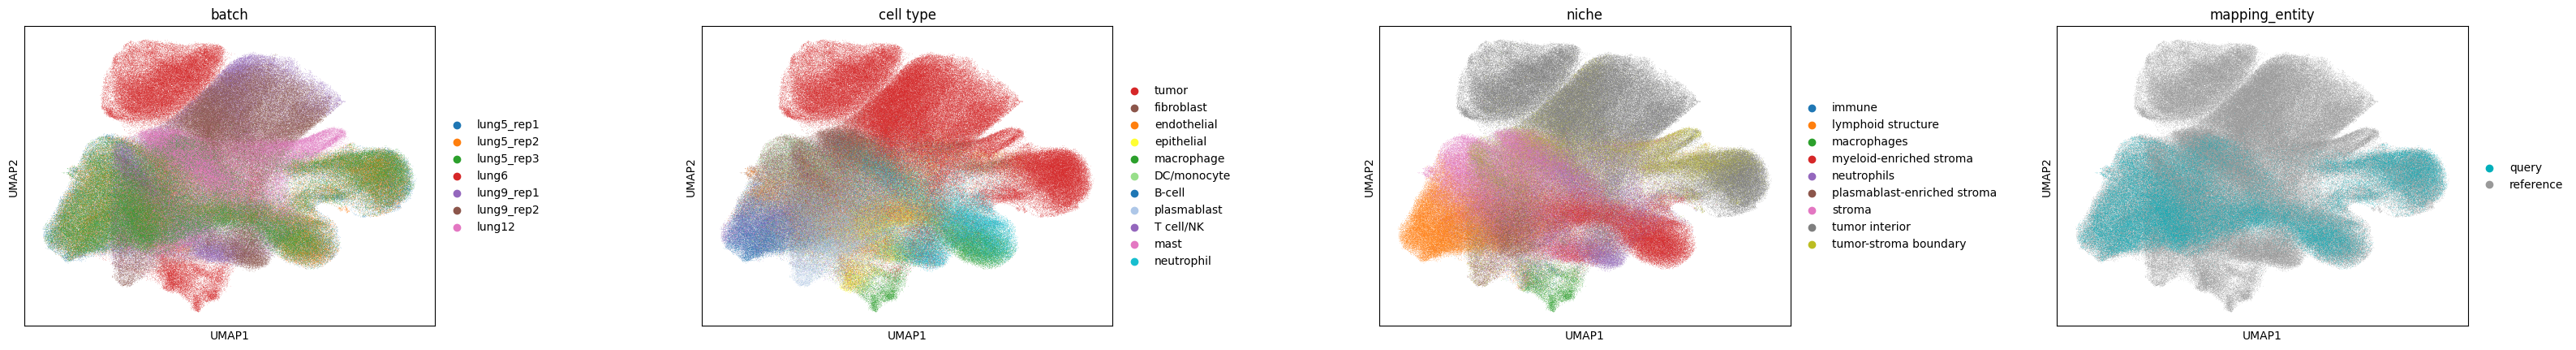 batch
UMAP2
UMAP1
lung5_rep1
lung5_rep2
lung5_rep3
lung6
lung9_rep1
lung9_rep2
lung12
cell type
UMAP2
UMAP1
tumor
fibroblast
endothelial
epithelial
macrophage
DC/monocyte
B-cell
plasmablast
T cell/NK
mast
neutrophil
niche
UMAP2
UMAP1
immune
lymphoid structure
macrophages
myeloid-enriched stroma
neutrophils
plasmablast-enriched stroma
stroma
tumor interior
tumor-stroma boundary
mapping_entity
UMAP2
UMAP1
query
reference